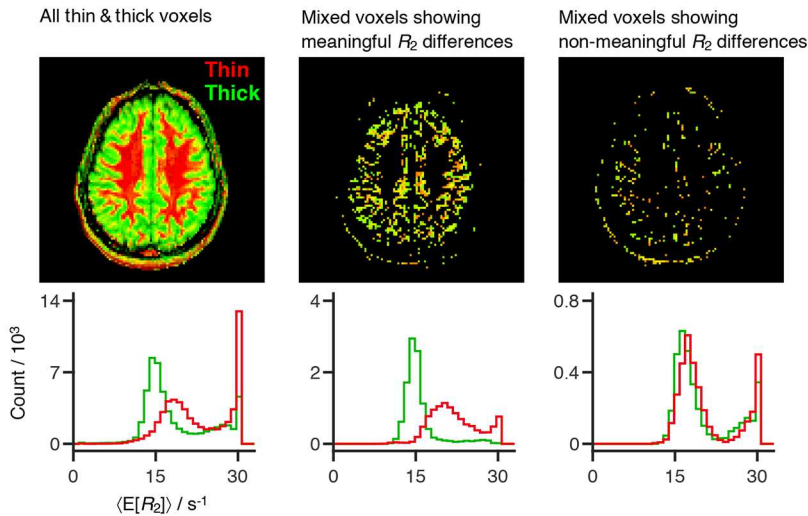 All thin & thick voxels
Mixed voxels showing
meaningful R₂ differences
Mixed voxels showing
non-meaningful R₂ differences
Thin
Thick
Count / 10³
14
7
0
0
15
30
4
2
0
0
15
30
0.8
0.4
0
0
15
30
⟨E[R₂]⟩ / s⁻¹